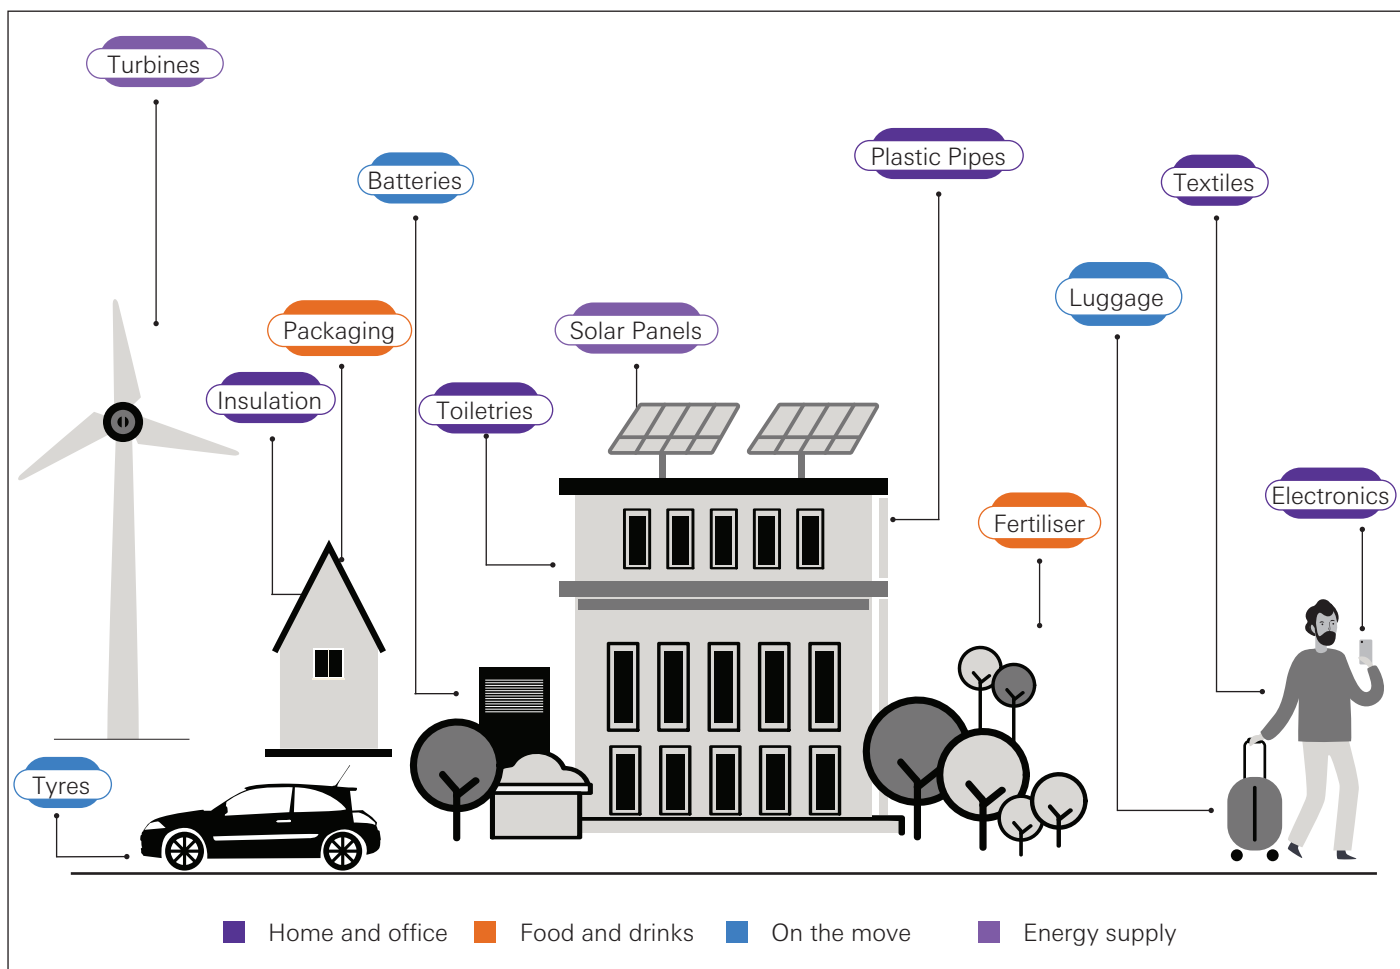 Turbines
Plastic Pipes
Batteries
Textiles
Luggage
Packaging
Solar Panels
Insulation
Toiletries
Electronics
Fertiliser
Tyres
Home and office
Food and drinks
On the move
Energy supply